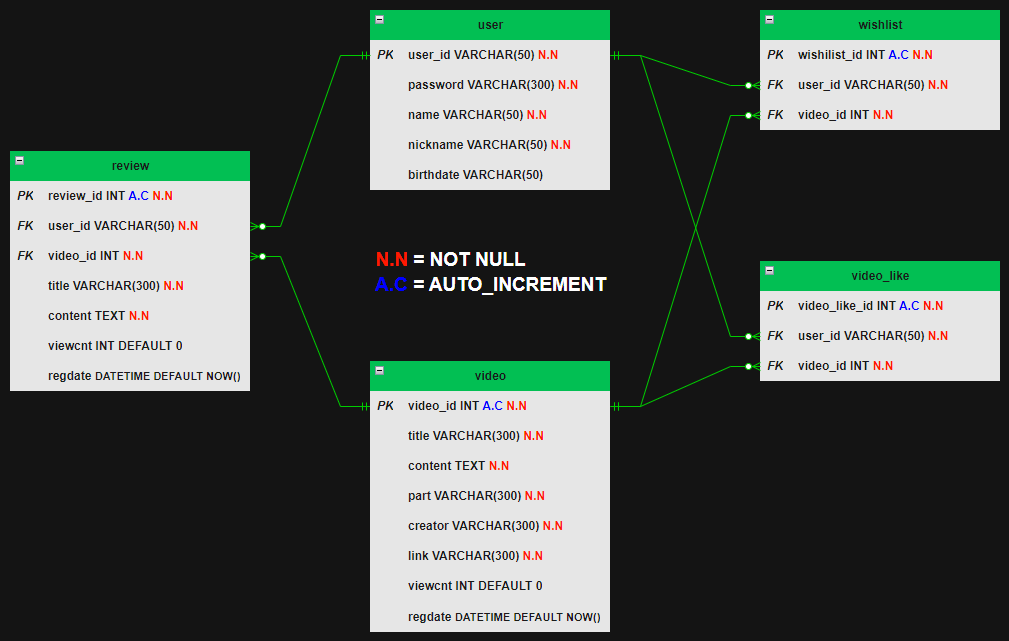 user
PK user_id VARCHAR(50) N.N
password VARCHAR(300) N.N
name VARCHAR(50) N.N
nickname VARCHAR(50) N.N
birthdate VARCHAR(50)
wishlist
PK wishilist_id INT A.C N.N
FK user_id VARCHAR(50) N.N
FK video_id INT N.N
review
PK review_id INT A.C N.N
FK user_id VARCHAR(50) N.N
FK video_id INT N.N
title VARCHAR(300) N.N
content TEXT N.N
viewcnt INT DEFAULT 0
regdate DATETIME DEFAULT NOW()
N.N = NOT NULL
A.C = AUTO_INCREMENT
video_like
PK video_like_id INT A.C N.N
FK user_id VARCHAR(50) N.N
FK video_id INT N.N
video
PK video_id INT A.C N.N
title VARCHAR(300) N.N
content TEXT N.N
part VARCHAR(300) N.N
creator VARCHAR(300) N.N
link VARCHAR(300) N.N
viewcnt INT DEFAULT 0
regdate DATETIME DEFAULT NOW()